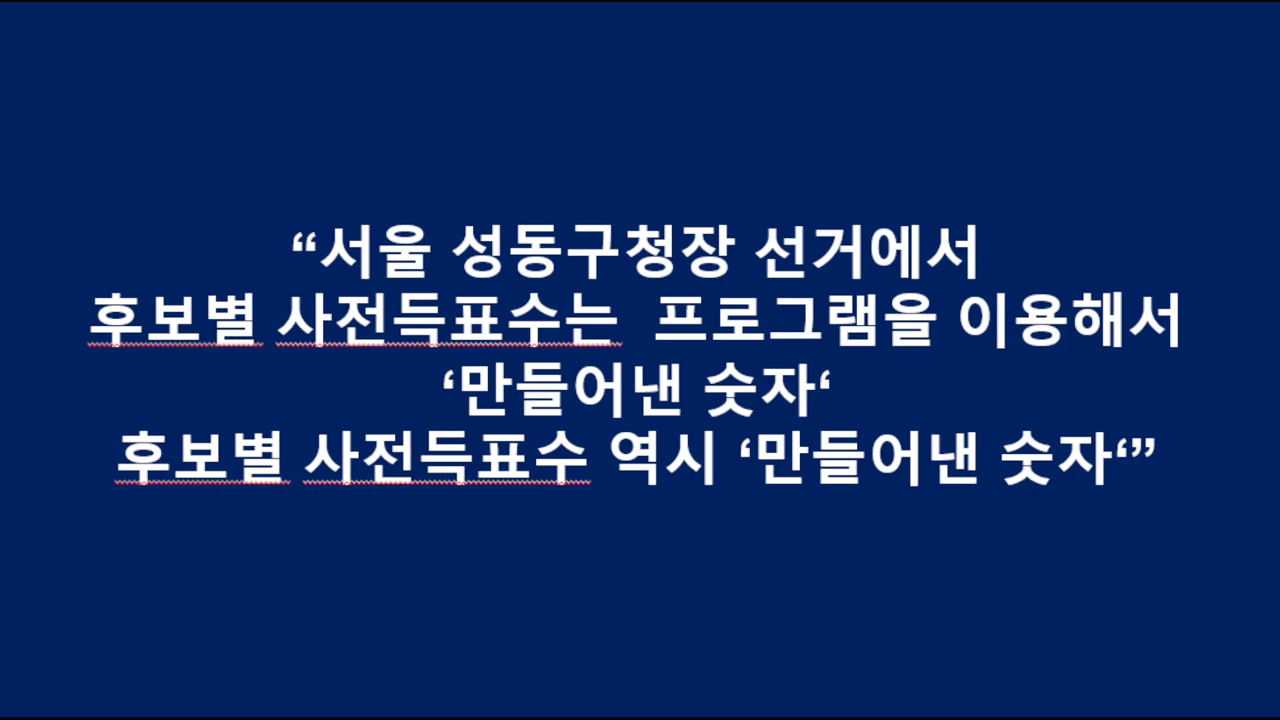 “서울 성동구청장 선거에서
후보별 사전득표수는  프로그램을 이용해서
‘만들어낸 숫자‘
후보별 사전득표수 역시 ‘만들어낸 숫자‘”